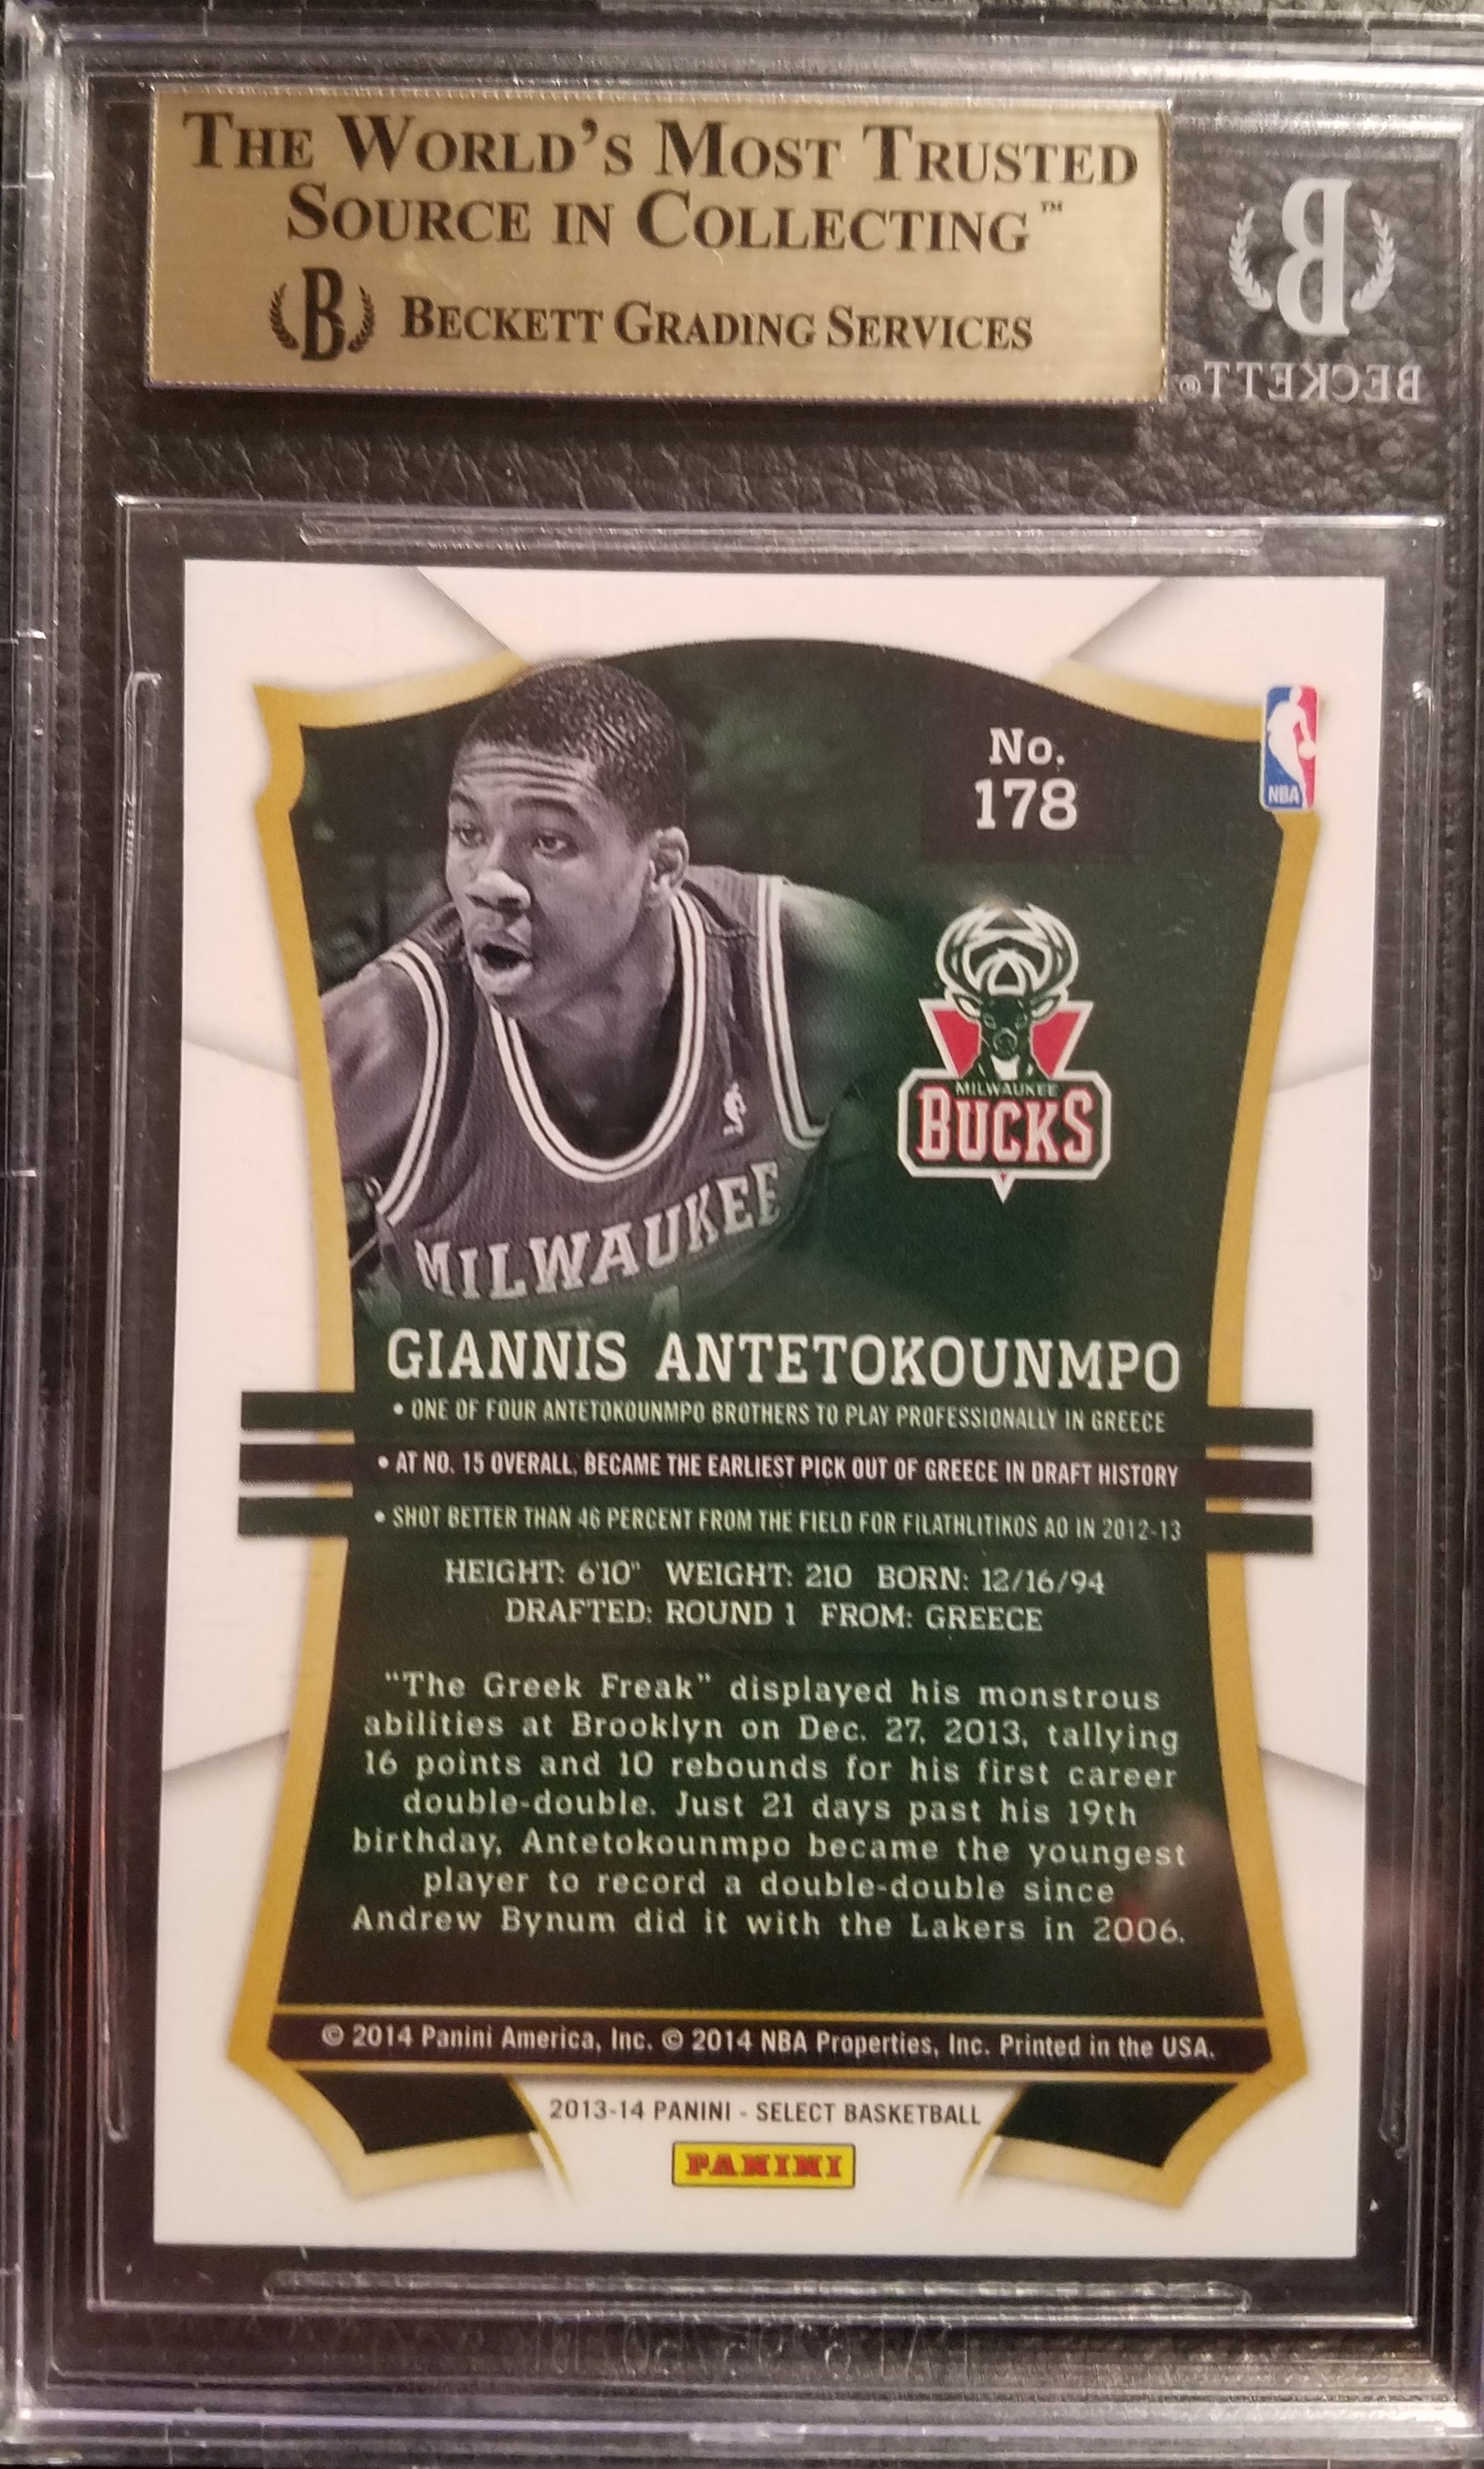 THE WORLD'S MOST TRUSTED
SOURCE IN COLLECTING™
B BECKETT GRADING SERVICES
B
BECKETT®
No.
178
NBA
MILWAUKEE
BUCKS
MILWAUKEE
GIANNIS ANTETOKOUNMPO
• ONE OF FOUR ANTETOKOUNMPO BROTHERS TO PLAY PROFESSIONALLY IN GREECE
• AT NO. 15 OVERALL, BECAME THE EARLIEST PICK OUT OF GREECE IN DRAFT HISTORY
• SHOT BETTER THAN 46 PERCENT FROM THE FIELD FOR FILATHLITIKOS AO IN 2012-13
HEIGHT: 6'10" WEIGHT: 210 BORN: 12/16/94
DRAFTED: ROUND 1 FROM: GREECE
"The Greek Freak" displayed his monstrous
abilities at Brooklyn on Dec. 27, 2013, tallying
16 points and 10 rebounds for his first career
double-double. Just 21 days past his 19th
birthday, Antetokounmpo became the youngest
player to record a double-double since
Andrew Bynum did it with the Lakers in 2006.
© 2014 Panini America, Inc. © 2014 NBA Properties, Inc. Printed in the USA.
2013-14 PANINI - SELECT BASKETBALL
PANINI